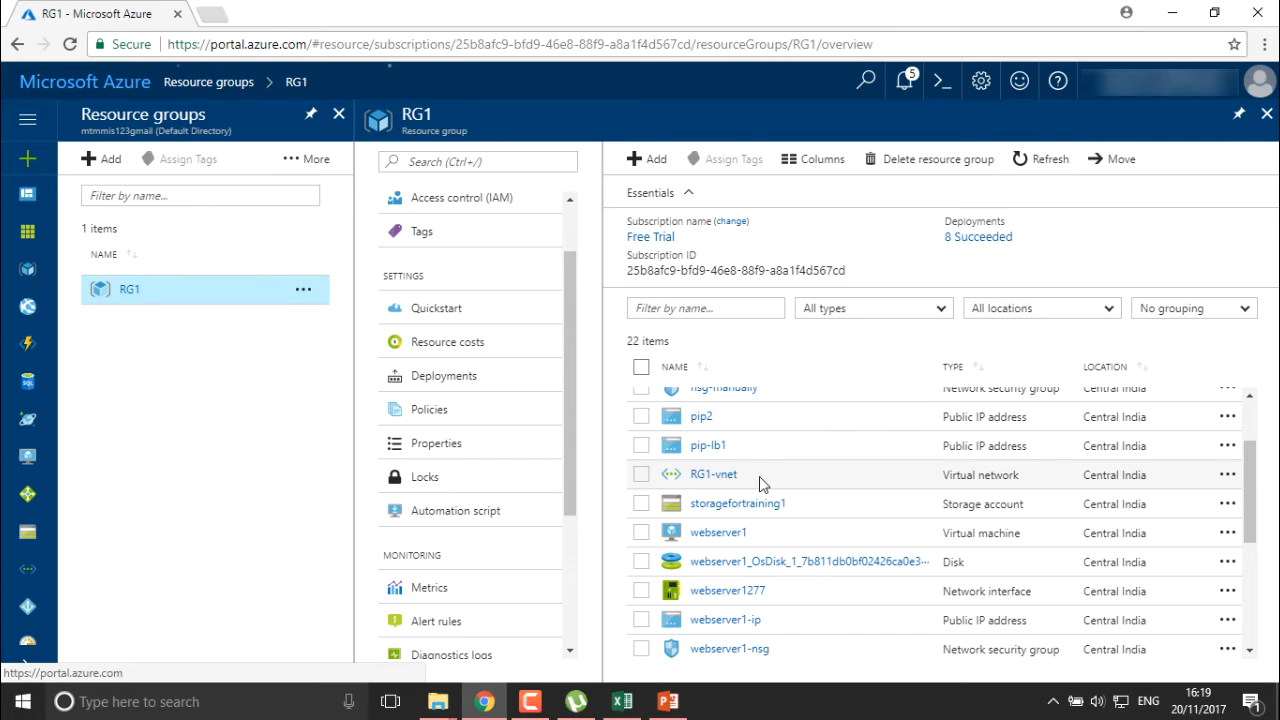 RG1 - Microsoft Azure
Secure
https://portal.azure.com/#resource/subscriptions/25b8afc9-bfd9-46e8-88f9-a8a1f4d567cd/resourceGroups/RG1/overview
Microsoft Azure
Resource groups > RG1
5
Resource groups
mtmmis123gmail (Default Directory)
Add
Assign Tags
More
Filter by name...
1 items
NAME
RG1
RG1
Resource group
Search (Ctrl+/)
Access control (IAM)
Tags
SETTINGS
Quickstart
Resource costs
Deployments
Policies
Properties
Locks
Automation script
MONITORING
Metrics
Alert rules
Diagnostics logs
Add
Assign Tags
Columns
Delete resource group
Refresh
Move
Essentials
Subscription name (change)
Free Trial
Deployments
8 Succeeded
Subscription ID
25b8afc9-bfd9-46e8-88f9-a8a1f4d567cd
Filter by name...
All types
All locations
No grouping
22 items
NAME TYPE LOCATION
nsg-manually Network security group Central India
pip2 Public IP address Central India
pip-lb1 Public IP address Central India
RG1-vnet Virtual network Central India
storagefortraining1 Storage account Central India
webserver1 Virtual machine Central India
webserver1_OsDisk_1_7b811db0bf02426ca0e3... Disk Central India
webserver1277 Network interface Central India
webserver1-ip Public IP address Central India
webserver1-nsg Network security group Central India
https://portal.azure.com
Type here to search
ENG
16:19
20/11/2017
1